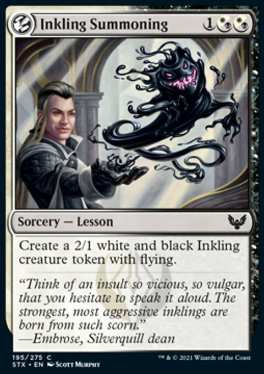 Inkling Summoning 1
Sorcery — Lesson
Create a 2/1 white and black Inkling
creature token with flying.
“Think of an insult so vicious, so vulgar,
that you hesitate to speak it aloud. The
strongest, most aggressive inklings are
born from such scorn.”
—Embrose, Silverquill dean
195/275 C
STX • EN SCOTT MURPHY
™ & © 2021 Wizards of the Coast